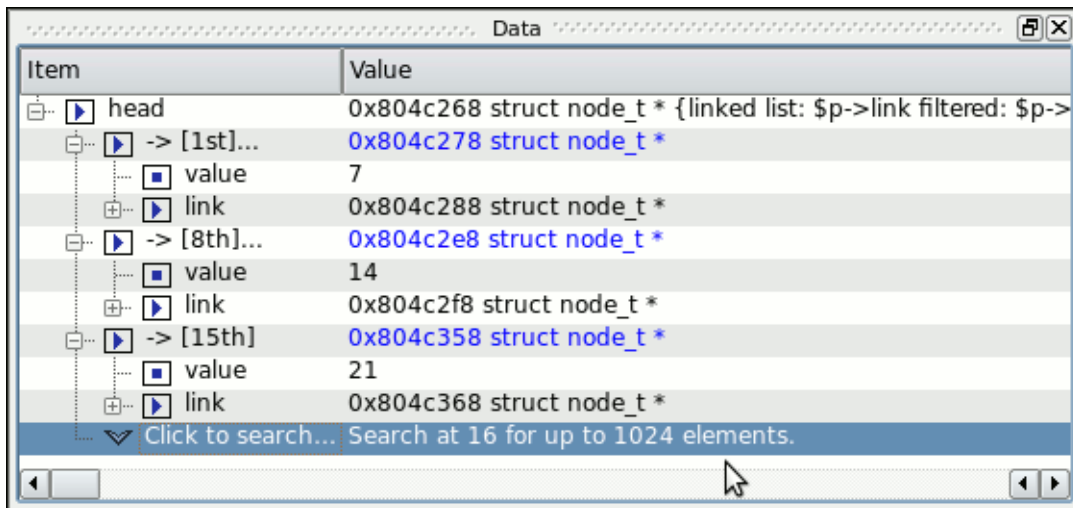 Data
Item Value
head 0x804c268 struct node_t * {linked list: $p->link filtered: $p->
-> [1st]... 0x804c278 struct node_t *
value 7
link 0x804c288 struct node_t *
-> [8th]... 0x804c2e8 struct node_t *
value 14
link 0x804c2f8 struct node_t *
-> [15th] 0x804c358 struct node_t *
value 21
link 0x804c368 struct node_t *
Click to search... Search at 16 for up to 1024 elements.